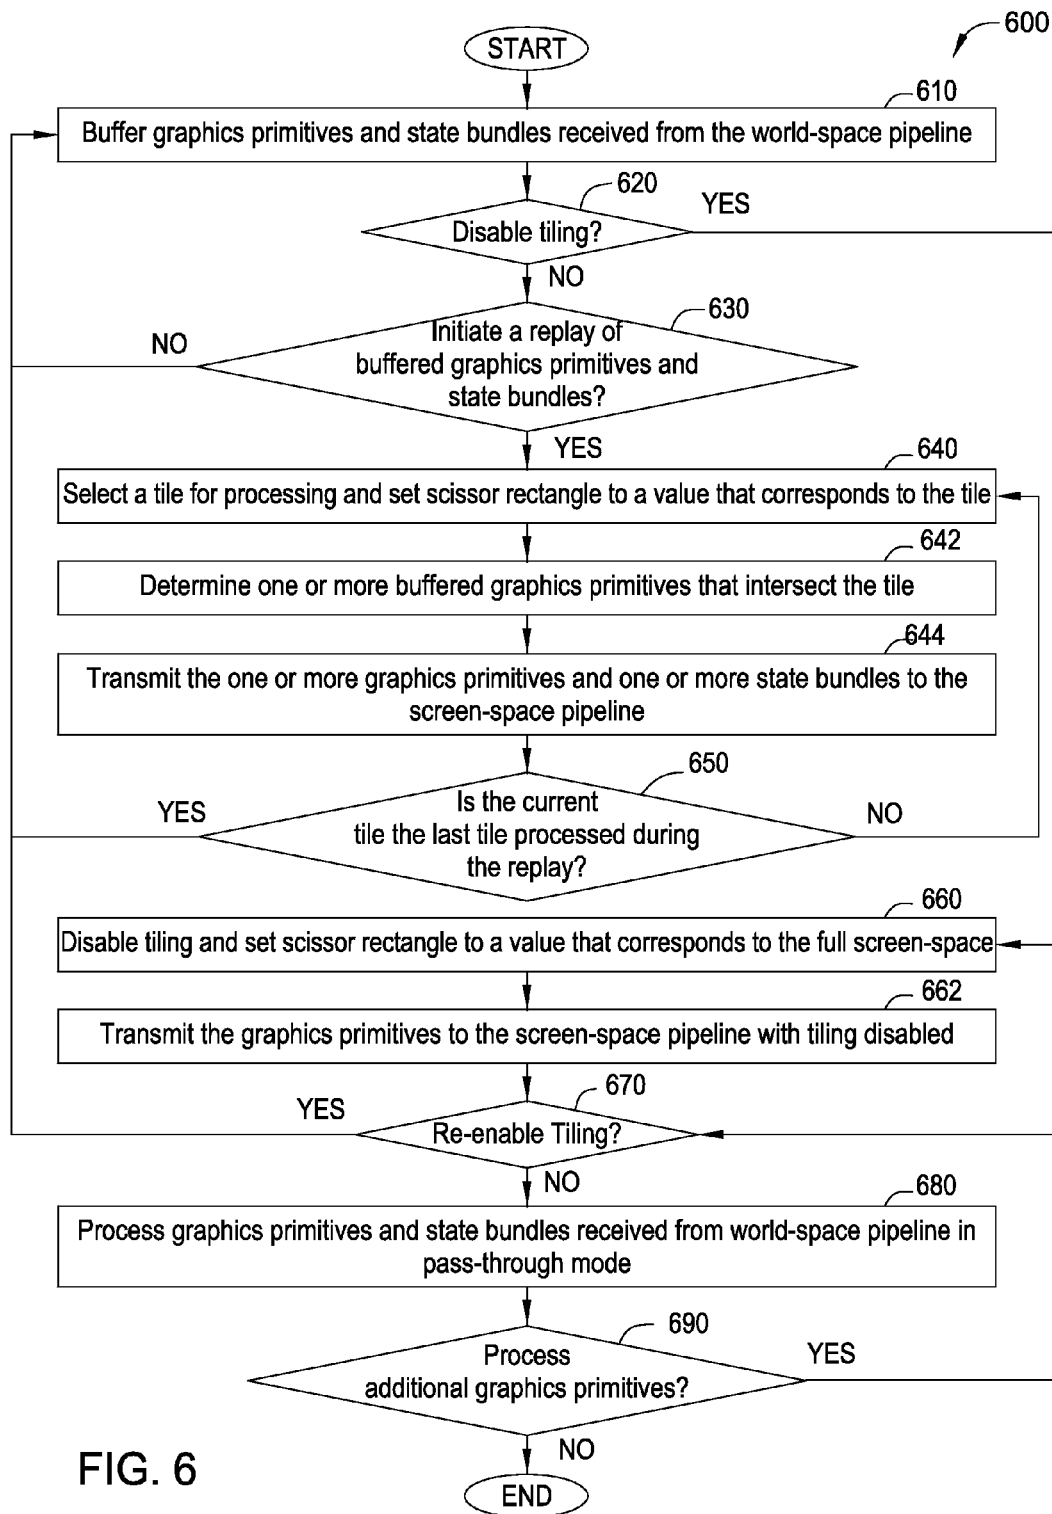 600
START
610
Buffer graphics primitives and state bundles received from the world-space pipeline
620
YES
Disable tiling?
NO
630
NO
Initiate a replay of
buffered graphics primitives and
state bundles?
YES
640
Select a tile for processing and set scissor rectangle to a value that corresponds to the tile
642
Determine one or more buffered graphics primitives that intersect the tile
644
Transmit the one or more graphics primitives and one or more state bundles to the
screen-space pipeline
650
YES
Is the current
tile the last tile processed during
the replay?
NO
660
Disable tiling and set scissor rectangle to a value that corresponds to the full screen-space
662
Transmit the graphics primitives to the screen-space pipeline with tiling disabled
670
YES
Re-enable Tiling?
NO
680
Process graphics primitives and state bundles received from world-space pipeline in
pass-through mode
690
Process
additional graphics primitives?
YES
NO
FIG. 6
END